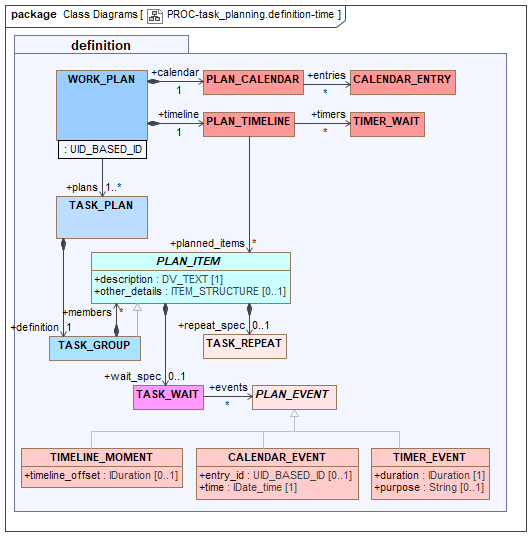 package Class Diagrams [ PROC-task_planning.definition-time ]
definition
WORK_PLAN
: UID_BASED_ID
+calendar
1
PLAN_CALENDAR
+entries
*
CALENDAR_ENTRY
+timeline
1
PLAN_TIMELINE
+timers
*
TIMER_WAIT
+plans 1..*
TASK_PLAN
+planned_items *
PLAN_ITEM
+description : DV_TEXT [1]
+other_details : ITEM_STRUCTURE [0..1]
+members *
+definition 1
TASK_GROUP
+repeat_spec 0..1
TASK_REPEAT
+wait_spec 0..1
TASK_WAIT
+events
*
PLAN_EVENT
TIMELINE_MOMENT
+timeline_offset : IDuration [0..1]
CALENDAR_EVENT
+entry_id : UID_BASED_ID [0..1]
+time : IDate_time [1]
TIMER_EVENT
+duration : IDuration [1]
+purpose : String [0..1]